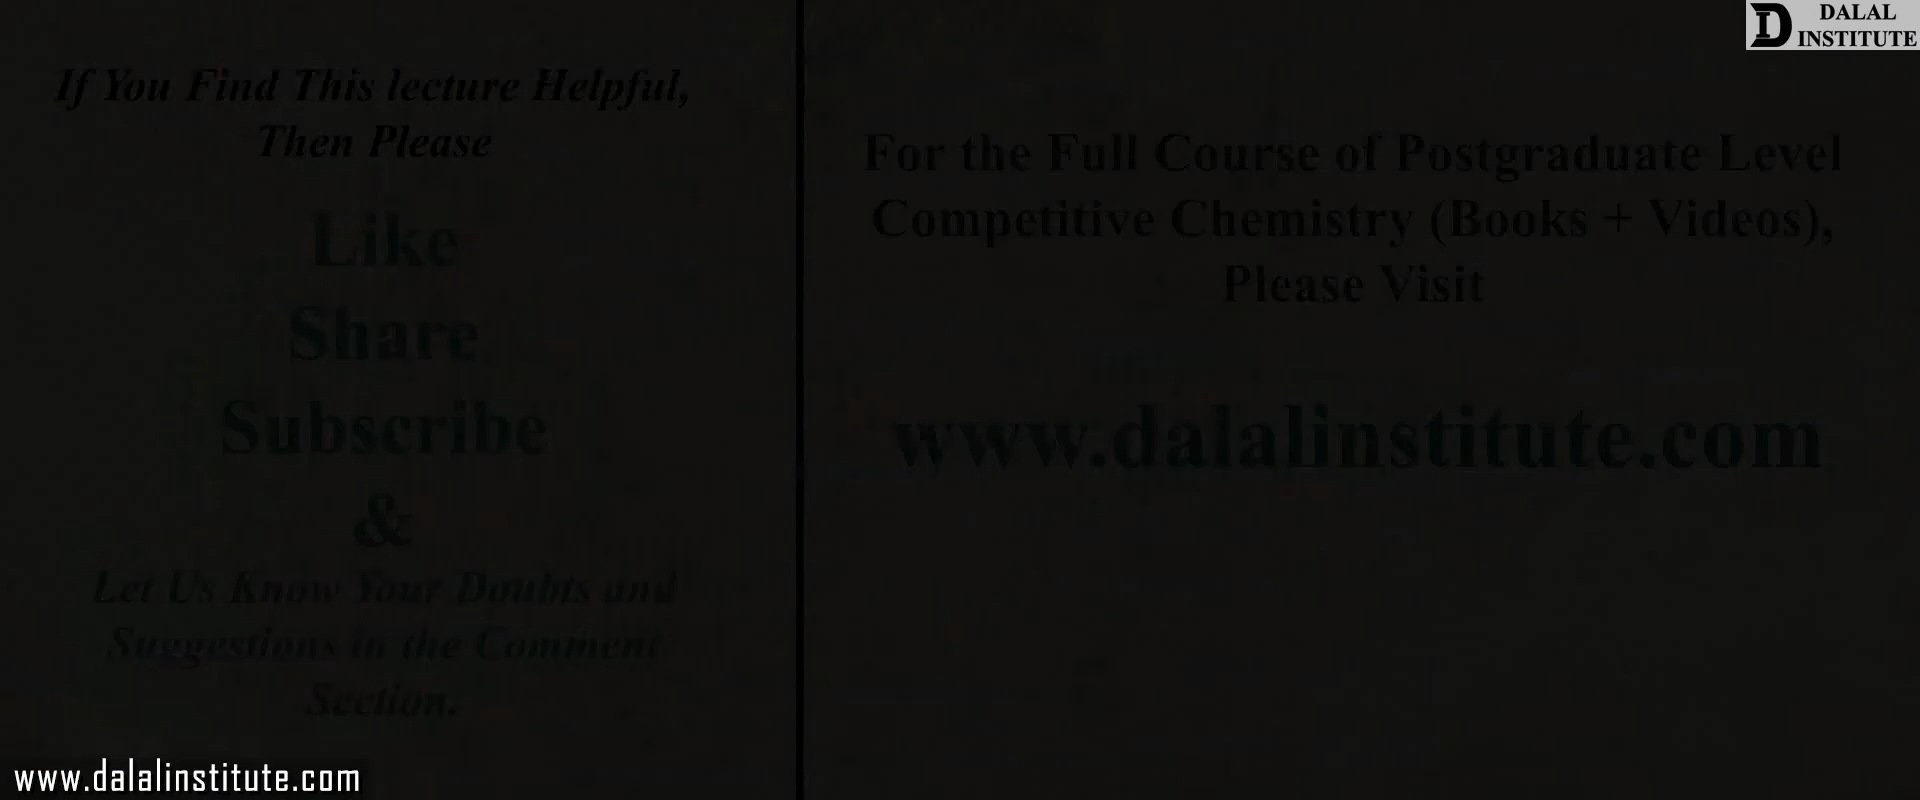 If You Find This lecture Helpful,
Then Please
Like
Share
Subscribe
&
Let Us Know Your Doubts and
Suggestions in the Comment
Section.
For the Full Course of Postgraduate Level
Competitive Chemistry (Books + Videos),
Please Visit
www.dalalinstitute.com
DALAL
INSTITUTE
www.dalalinstitute.com